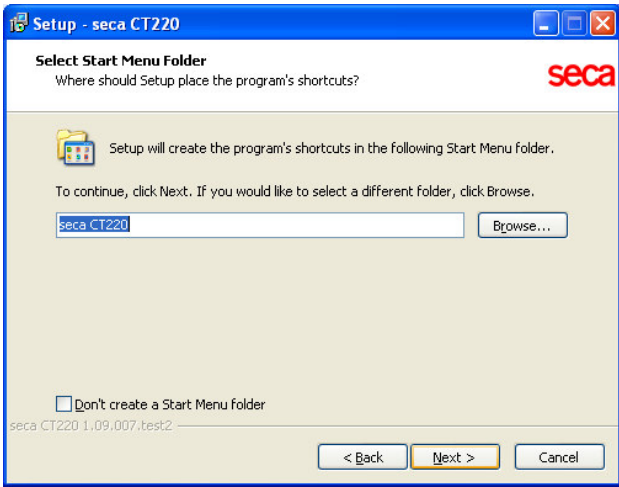 Setup - seca CT220
Select Start Menu Folder
Where should Setup place the program's shortcuts?
seca
Setup will create the program's shortcuts in the following Start Menu folder.
To continue, click Next. If you would like to select a different folder, click Browse.
seca CT220
Browse...
Don't create a Start Menu folder
seca CT220 1.09.007.test2
< Back
Next >
Cancel